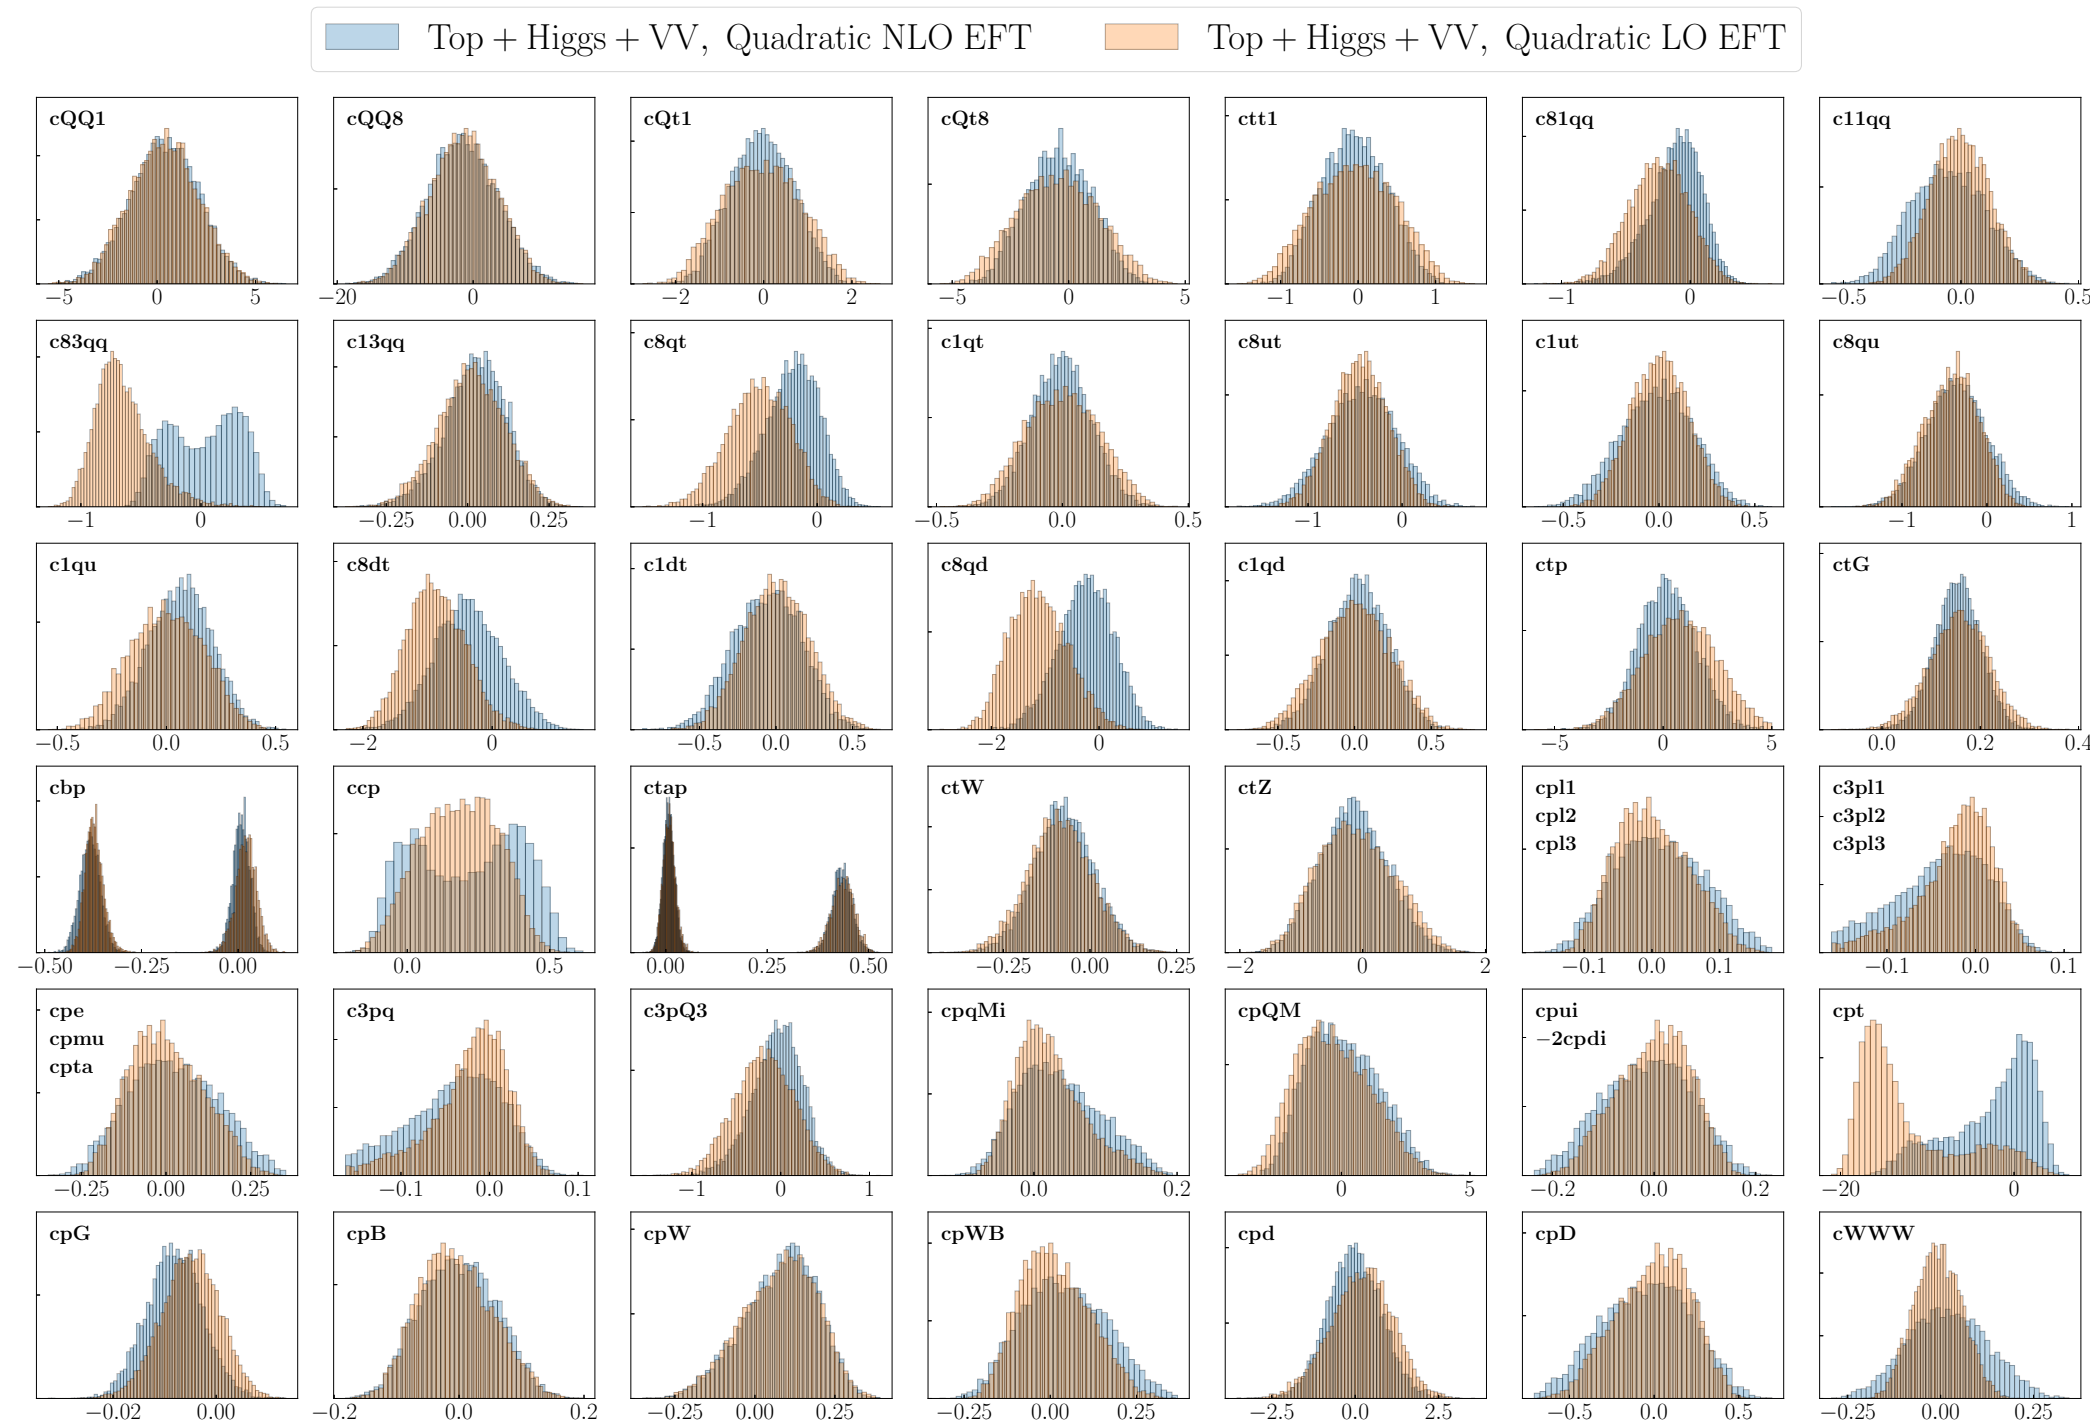 Top + Higgs + VV, Quadratic NLO EFT Top + Higgs + VV, Quadratic LO EFT
cQQ1 cQQ8 cQt1 cQt8 ctt1 c81qq c11qq
−5 0 5 −20 0 −2 0 2 −5 0 5 −1 0 1 −1 0 −0.5 0.0 0.5
c83qq c13qq c8qt c1qt c8ut c1ut c8qu
−1 0 −0.25 0.00 0.25 −1 0 −0.5 0.0 0.5 −1 0 −0.5 0.0 0.5 −1 0 1
c1qu c8dt c1dt c8qd c1qd ctp ctG
−0.5 0.0 0.5 −2 0 −0.5 0.0 0.5 −2 0 −0.5 0.0 0.5 −5 0 5 0.0 0.2 0.4
cbp ccp ctap ctW ctZ cpl1 c3pl1
cpl2 c3pl2
cpl3 c3pl3
−0.50 −0.25 0.00 0.0 0.5 0.00 0.25 0.50 −0.25 0.00 0.25 −2 0 2 −0.1 0.0 0.1 −0.1 0.0 0.1
cpe c3pq c3pQ3 cpqMi cpQM cpui cpt
cpmu −2cpdi
cpta
−0.25 0.00 0.25 −0.1 0.0 0.1 −1 0 1 0.0 0.2 0 5 −0.2 0.0 0.2 −20 0
cpG cpB cpW cpWB cpd cpD cWWW
−0.02 0.00 −0.2 0.0 0.2 −0.25 0.00 0.25 −0.25 0.00 0.25 −2.5 0.0 2.5 −0.5 0.0 0.5 −0.25 0.00 0.25